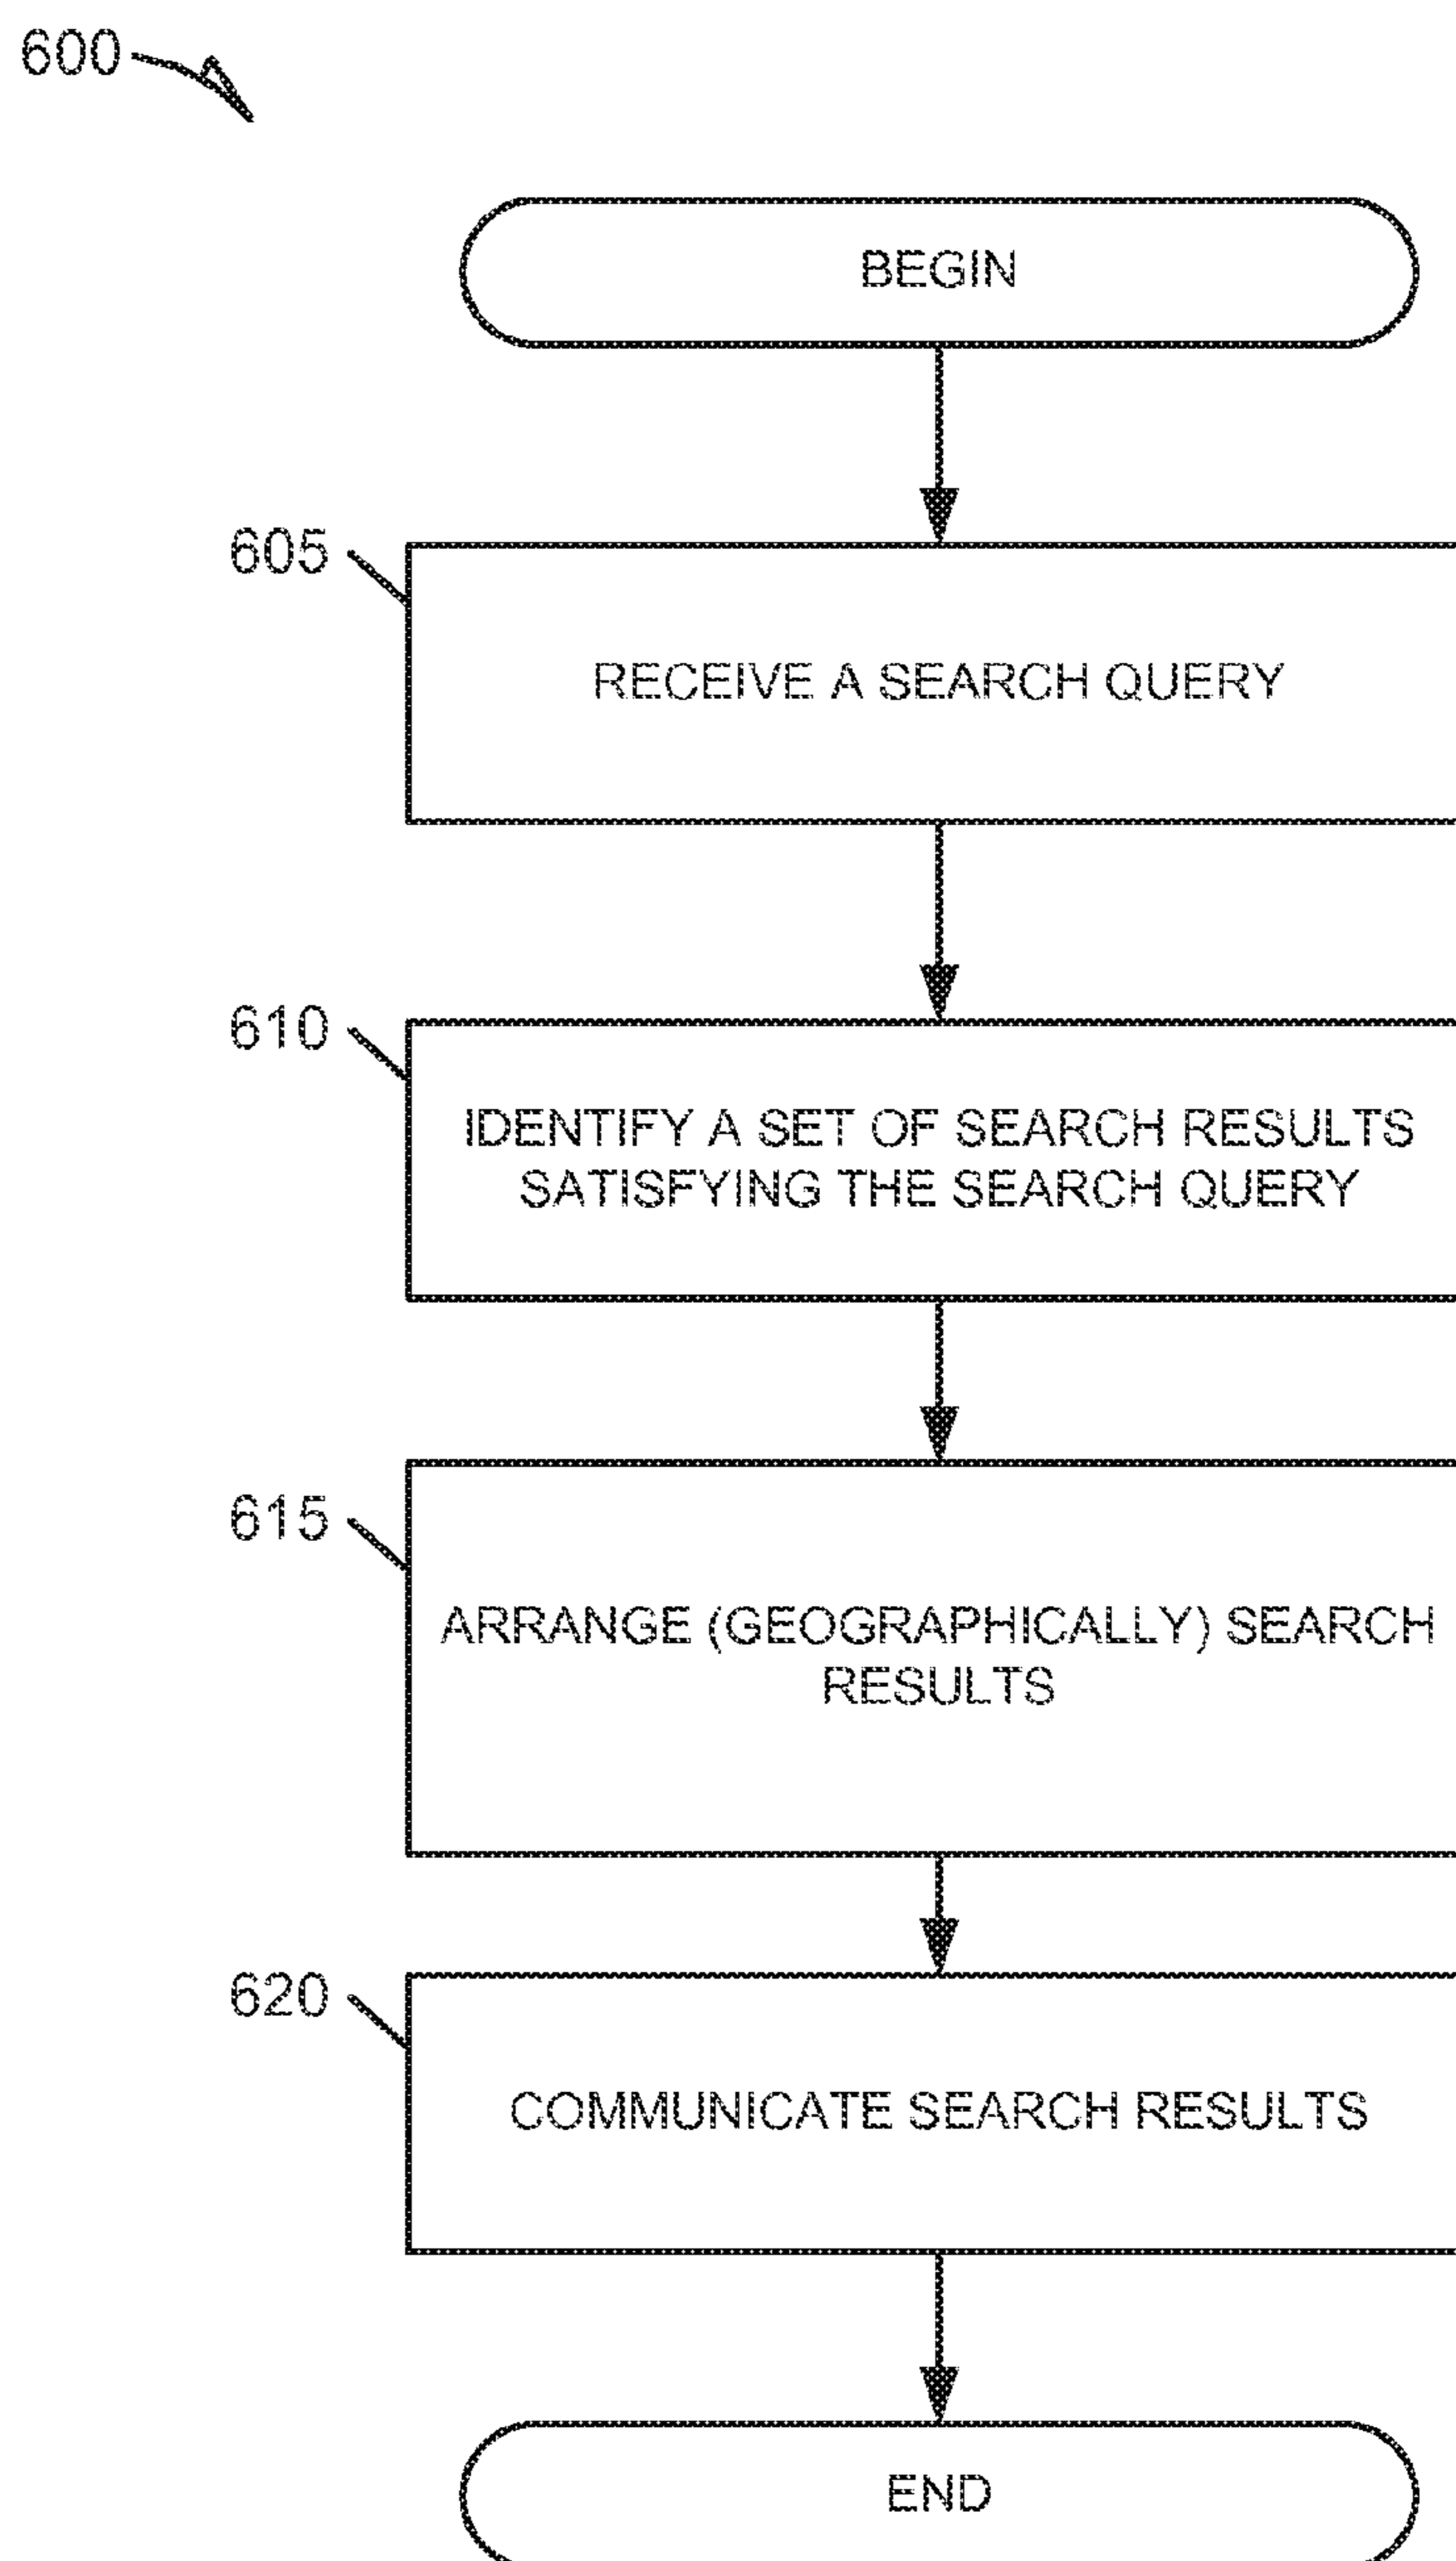 600
BEGIN
605
RECEIVE A SEARCH QUERY
610
IDENTIFY A SET OF SEARCH RESULTS
SATISFYING THE SEARCH QUERY
615
ARRANGE (GEOGRAPHICALLY) SEARCH
RESULTS
620
COMMUNICATE SEARCH RESULTS
END